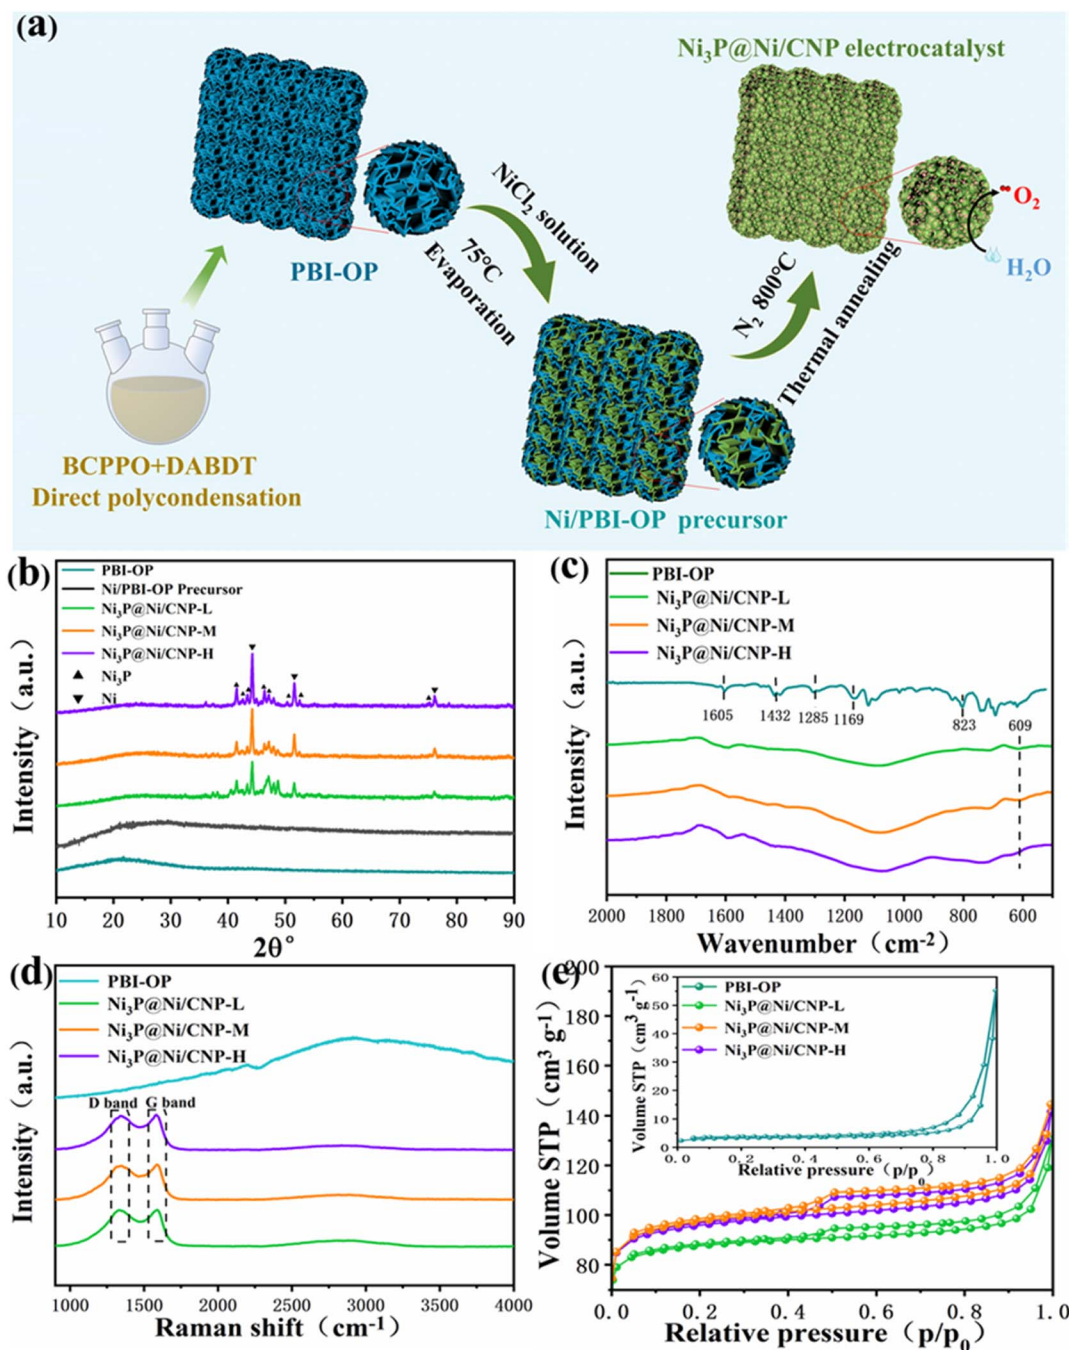 (a)
Ni₃P@Ni/CNP electrocatalyst
NiCl₂ solution
75°C
Evaporation
PBI-OP
O₂
H₂O
N₂ 800°C
Thermal annealing
BCPPO+DABDT
Direct polycondensation
Ni/PBI-OP precursor
(b)
PBI-OP
Ni/PBI-OP Precursor
Ni₃P@Ni/CNP-L
Ni₃P@Ni/CNP-M
Ni₃P@Ni/CNP-H
▲ Ni₃P
▼ Ni
Intensity (a.u.)
10 20 30 40 50 60 70 80 90
2θ°
(c)
PBI-OP
Ni₃P@Ni/CNP-L
Ni₃P@Ni/CNP-M
Ni₃P@Ni/CNP-H
1605 1432 1285 1169 823 609
Intensity (a.u.)
2000 1800 1600 1400 1200 1000 800 600
Wavenumber (cm⁻²)
(d)
PBI-OP
Ni₃P@Ni/CNP-L
Ni₃P@Ni/CNP-M
Ni₃P@Ni/CNP-H
D band G band
Intensity (a.u.)
1000 1500 2000 2500 3000 3500 4000
Raman shift (cm⁻¹)
(e)
PBI-OP
Ni₃P@Ni/CNP-L
Ni₃P@Ni/CNP-M
Ni₃P@Ni/CNP-H
Volume STP (cm³ g⁻¹)
60
50
40
30
20
10
0
0.0 0.2 0.4 0.6 0.8 1.0
Relative pressure (p/p₀)
Volume STP (cm³ g⁻¹)
200
180
160
140
120
100
80
0.0 0.2 0.4 0.6 0.8 1.0
Relative pressure (p/p₀)